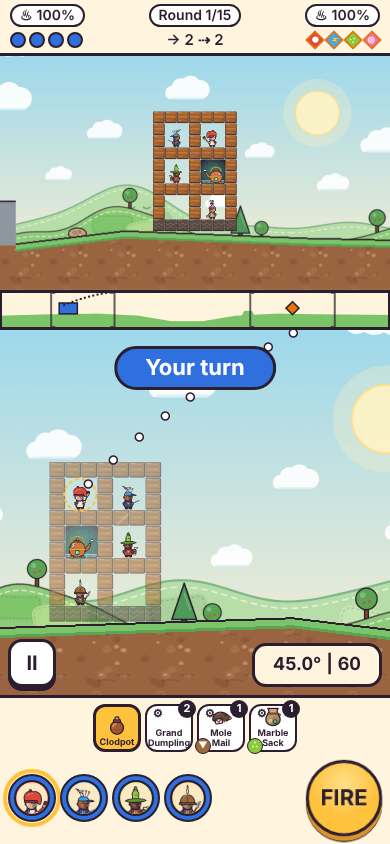 100%
Round 1/15
100%
→ 2 ⇢ 2
Your turn
45.0° | 60
2
1
1
Clodpot
Grand
Dumpling
Mole
Mail
Marble
Sack
FIRE